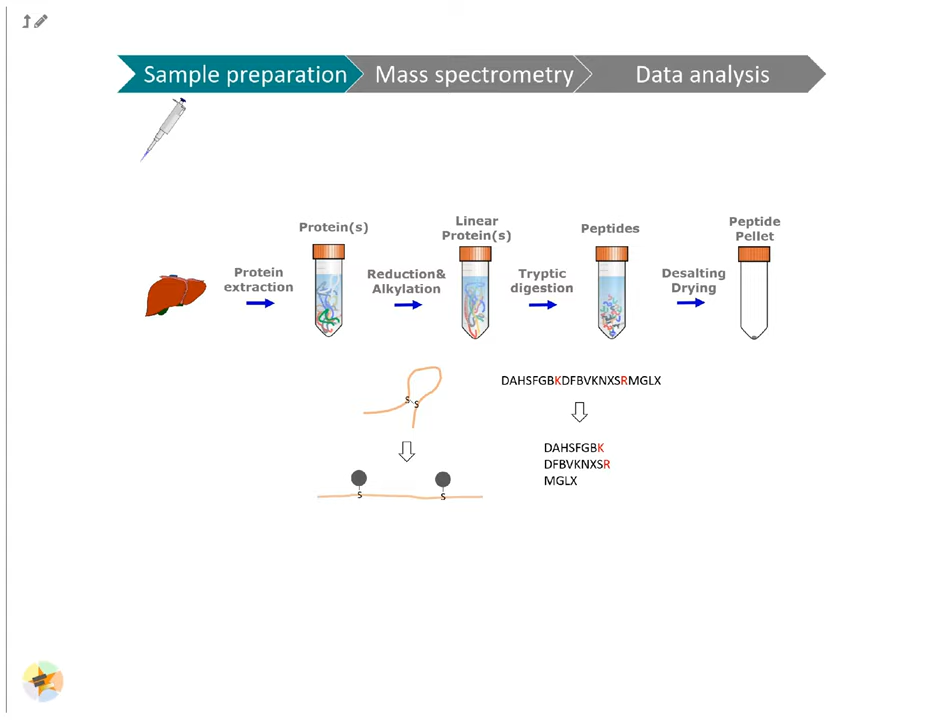 Sample preparation
Mass spectrometry
Data analysis
Protein(s)
Linear
Protein(s)
Peptides
Peptide
Pellet
Protein
extraction
Reduction&
Alkylation
Tryptic
digestion
Desalting
Drying
S
S
S
S
DAHSFGBKDFBVKNXSRMGLX
DAHSFGBK
DFBVKNXSR
MGLX